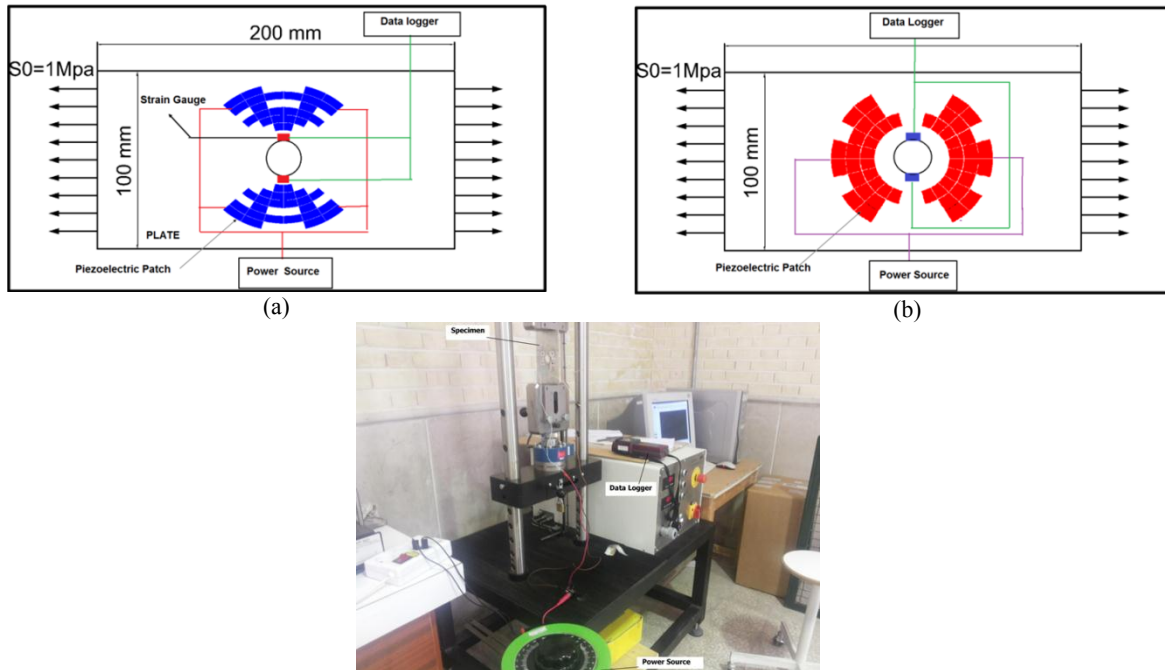 Data logger
200 mm
S0=1Mpa
Strain Gauge
100 mm
PLATE
Piezoelectric Patch
Power Source
(a)
Data Logger
S0=1Mpa
100 mm
Piezoelectric Patch
Power Source
(b)
Specimen
Data Logger
Power Source